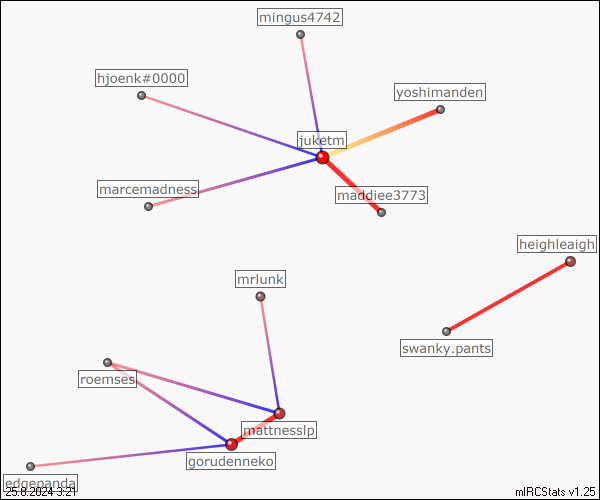 mingus4742
hjoenk#0000
yoshimanden
juketm
marcemadness
maddiee3773
heighleaigh
mrlunk
swanky.pants
roemses
mattnesslp
gorudenneko
edgepanda
25.8.2024 3:21
mIRCStats v1.25